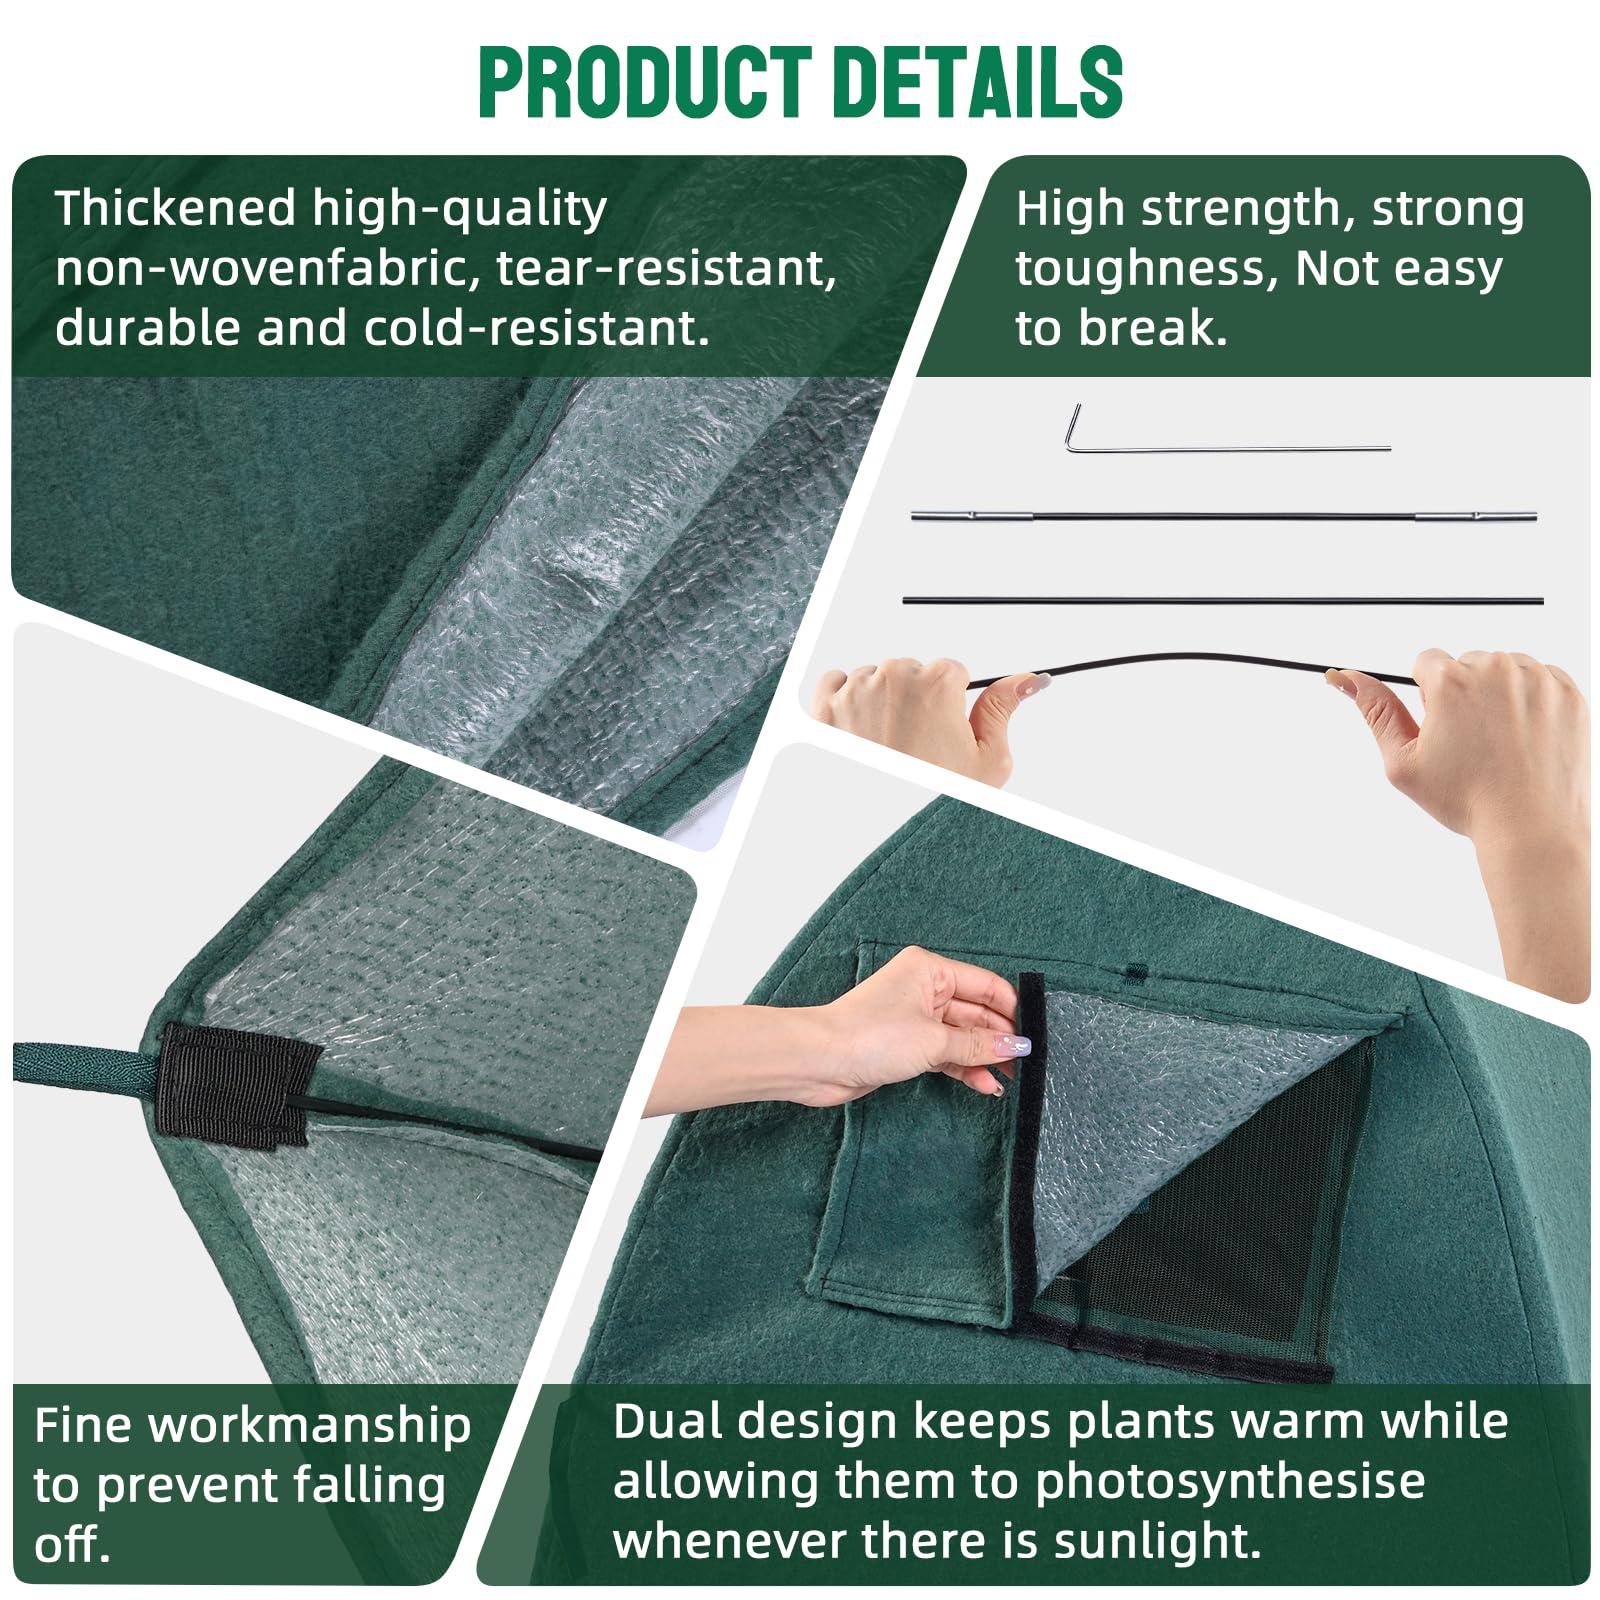 PRODUCT DETAILS
Thickened high-quality
non-wovenfabric, tear-resistant,
durable and cold-resistant.
High strength, strong
toughness, Not easy
to break.
Fine workmanship
to prevent falling
off.
Dual design keeps plants warm while
allowing them to photosynthesise
whenever there is sunlight.